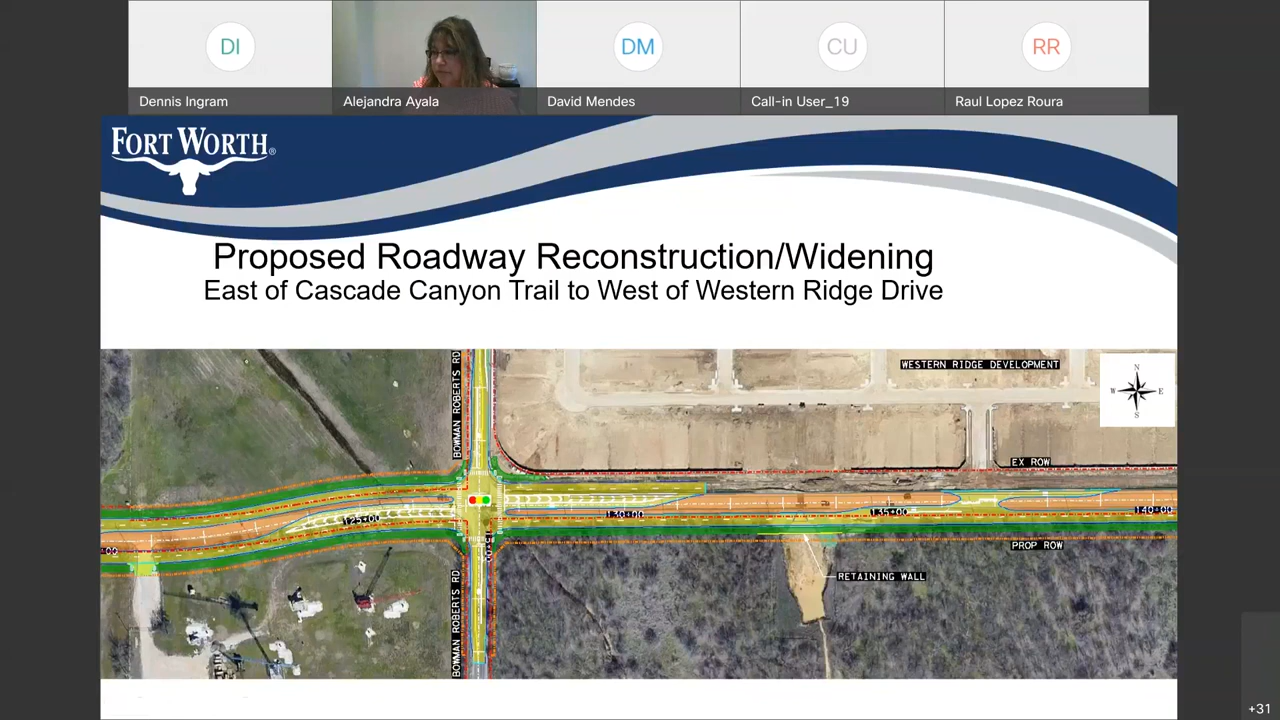 DI
DM
CU
RR
Dennis Ingram
Alejandra Ayala
David Mendes
Call-in User_19
Raul Lopez Roura
FORT WORTH®
Proposed Roadway Reconstruction/Widening
East of Cascade Canyon Trail to West of Western Ridge Drive
BOWMAN ROBERTS RD
WESTERN RIDGE DEVELOPMENT
N
W E
S
EX ROW
125+00
130+00
135+00
140+00
PROP ROW
RETAINING WALL
BOWMAN ROBERTS RD
+31